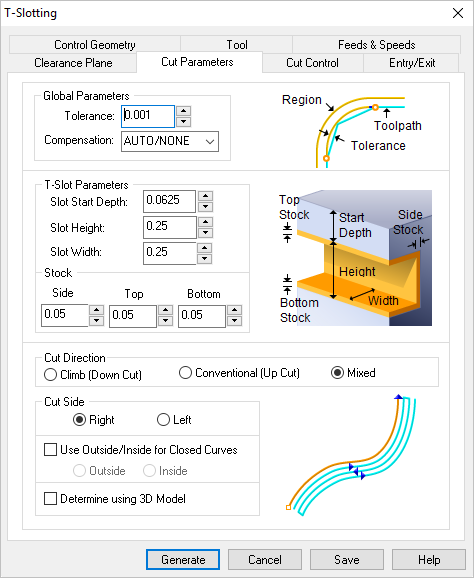 T-Slotting
Control Geometry
Tool
Feeds & Speeds
Clearance Plane
Cut Parameters
Cut Control
Entry/Exit
Global Parameters
Tolerance: 0.001
Compensation: AUTO/NONE
Region
Toolpath
Tolerance
T-Slot Parameters
Slot Start Depth: 0.0625
Slot Height: 0.25
Slot Width: 0.25
Stock
Side
Top
Bottom
0.05
0.05
0.05
Top
Stock
Start
Depth
Side
Stock
Height
Width
Bottom
Stock
Cut Direction
Climb (Down Cut)
Conventional (Up Cut)
Mixed
Cut Side
Right
Left
Use Outside/Inside for Closed Curves
Outside
Inside
Determine using 3D Model
Generate
Cancel
Save
Help